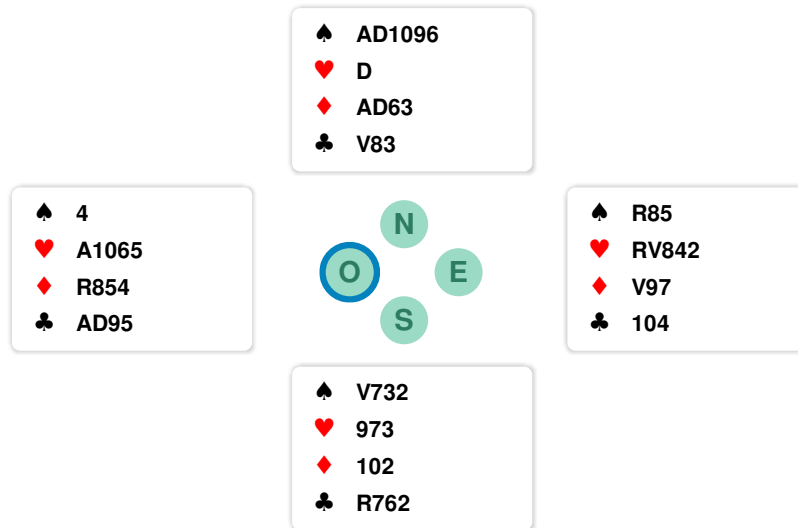 ♠ AD1096
♥ D
♦ AD63
♣ V83
♠ 4
♥ A1065
♦ R854
♣ AD95
N
O
E
S
♠ R85
♥ RV842
♦ V97
♣ 104
♠ V732
♥ 973
♦ 102
♣ R762